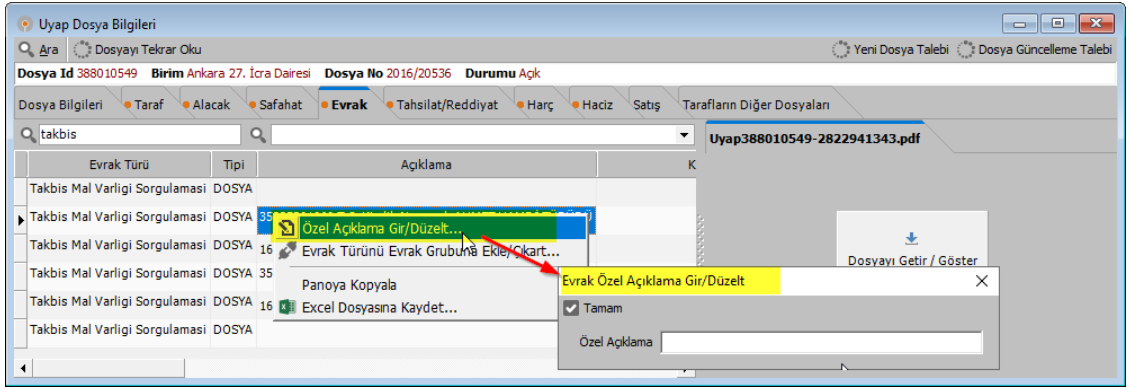 Uyap Dosya Bilgileri
Ara Dosyayı Tekrar Oku Yeni Dosya Talebi Dosya Güncelleme Talebi
Dosya Id 388010549 Birim Ankara 27. İcra Dairesi Dosya No 2016/20536 Durumu Açık
Dosya Bilgileri Taraf Alacak Safahat Evrak Tahsilat/Reddiyat Harç Haciz Satış Tarafların Diğer Dosyaları
takbis
Uyap388010549-2822941343.pdf
Evrak Türü Tipi Açıklama K
Takbis Mal Varligi Sorgulamasi DOSYA
Takbis Mal Varligi Sorgulamasi DOSYA 35
Özel Açıklama Gir/Düzelt...
Takbis Mal Varligi Sorgulamasi DOSYA 16
Evrak Türünü Evrak Grubuna Ekle/Çıkart...
Dosyayı Getir / Göster
Takbis Mal Varligi Sorgulamasi DOSYA 35
Panoya Kopyala
Evrak Özel Açıklama Gir/Düzelt
Takbis Mal Varligi Sorgulamasi DOSYA 16
Excel Dosyasına Kaydet...
Tamam
Takbis Mal Varligi Sorgulamasi DOSYA
Özel Açıklama